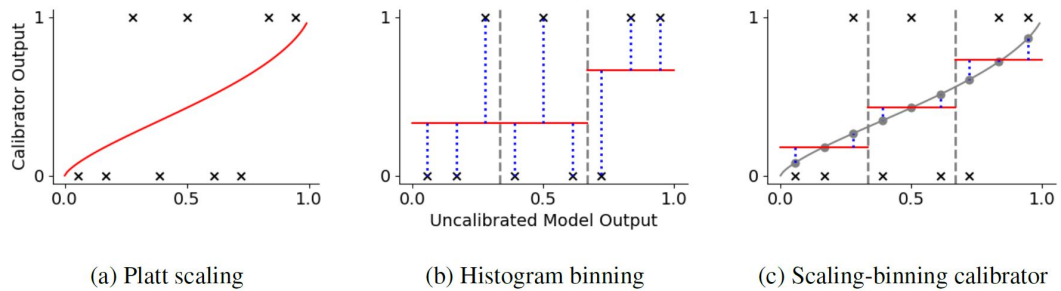 Calibrator Output
1
0
0.0 0.5 1.0
1
0
0.0 0.5 1.0
Uncalibrated Model Output
1
0
0.0 0.5 1.0
(a) Platt scaling
(b) Histogram binning
(c) Scaling-binning calibrator